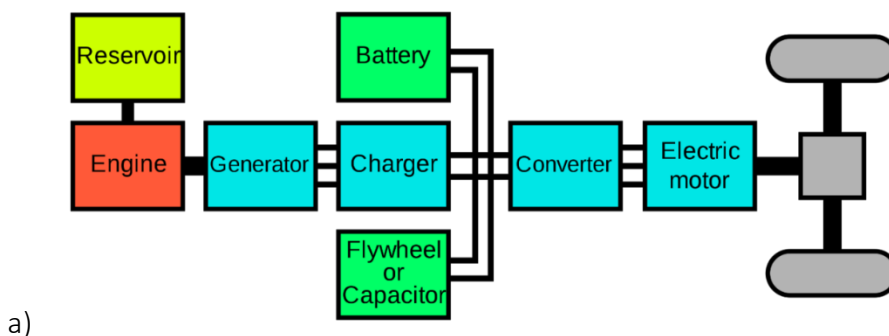 Reservoir
Battery
Engine
Generator
Charger
Converter
Electric
motor
Flywheel
or
Capacitor
a)